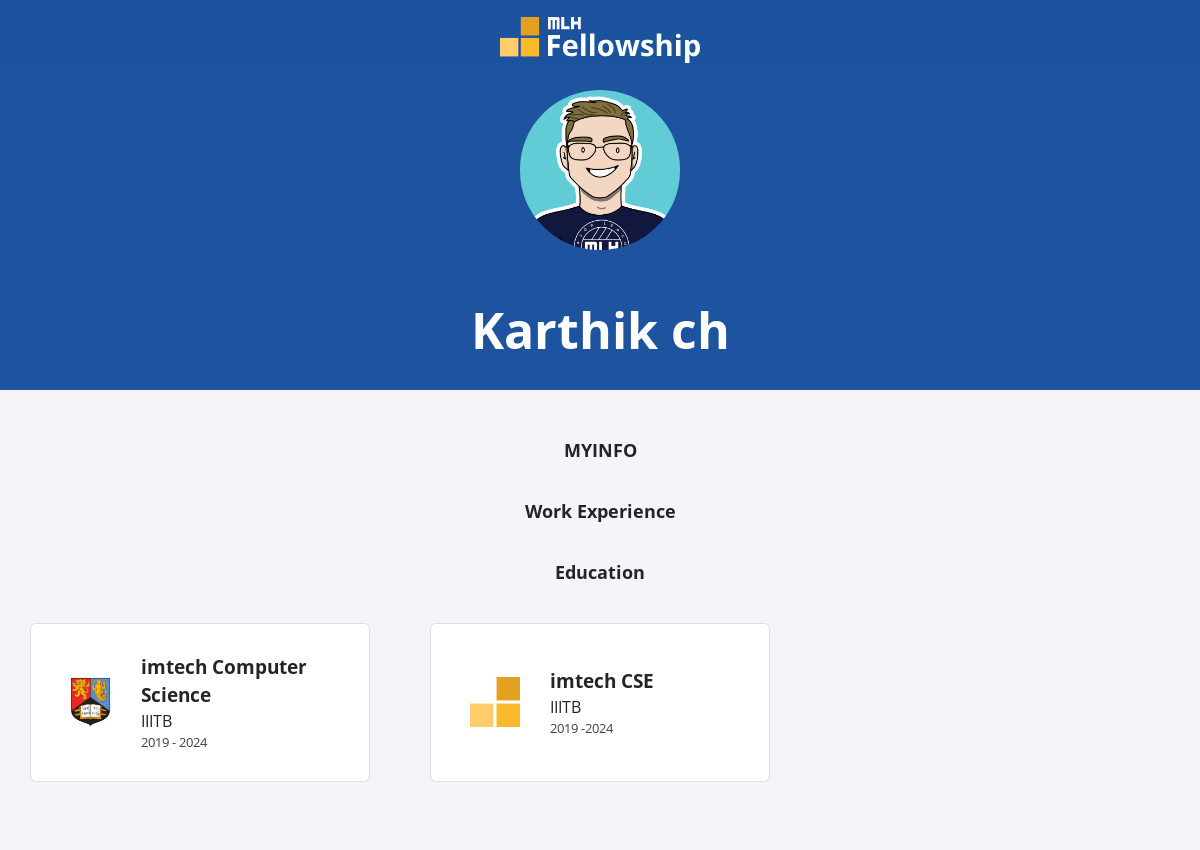 MLH
Fellowship
MLH
Karthik ch
MYINFO
Work Experience
Education
imtech Computer
Science
IIITB
2019 - 2024
imtech CSE
IIITB
2019 -2024